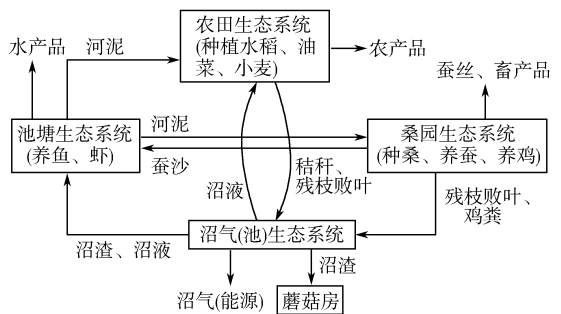 农田生态系统
(种植水稻、油
菜、小麦)
水产品
河泥
农产品
蚕丝、畜产品
池塘生态系统
(养鱼、虾)
河泥
蚕沙
桑园生态系统
(种桑、养蚕、养鸡)
沼液
秸秆、
残枝败叶
残枝败叶、
鸡粪
沼气(池)生态系统
沼渣、沼液
沼渣
沼气(能源)
蘑菇房